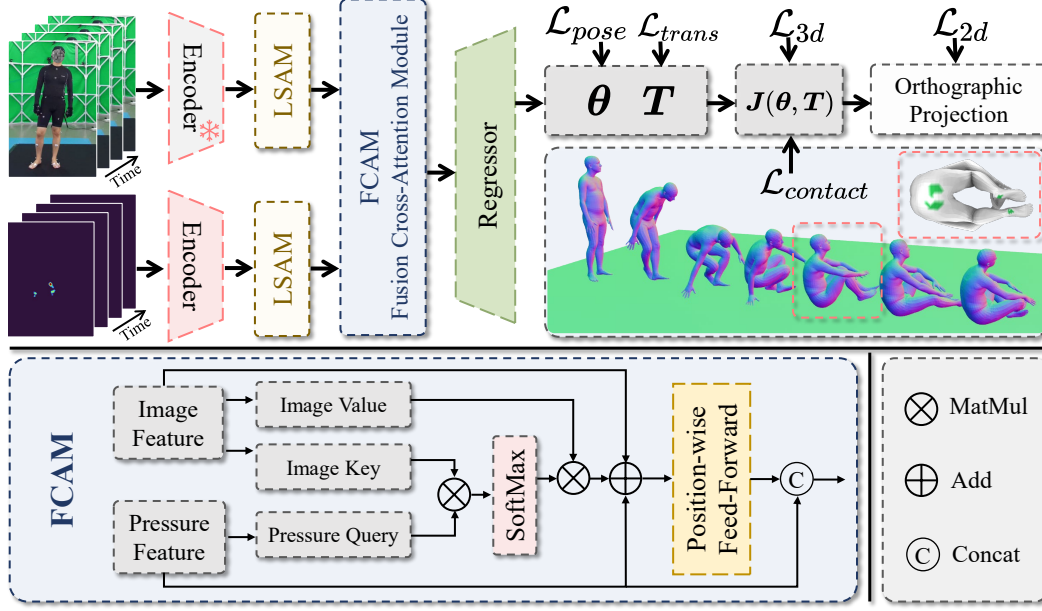 Time
Encoder
LSAM
Time
Encoder
LSAM
FCAM
Fusion Cross-Attention Module
Regressor
𝓛pose
𝓛trans
𝓛3d
𝓛2d
θ T
J(θ, T)
Orthographic
Projection
𝓛contact
FCAM
Image
Feature
Pressure
Feature
Image Value
Image Key
Pressure Query
SoftMax
Position-wise
Feed-Forward
C
MatMul
Add
C
Concat